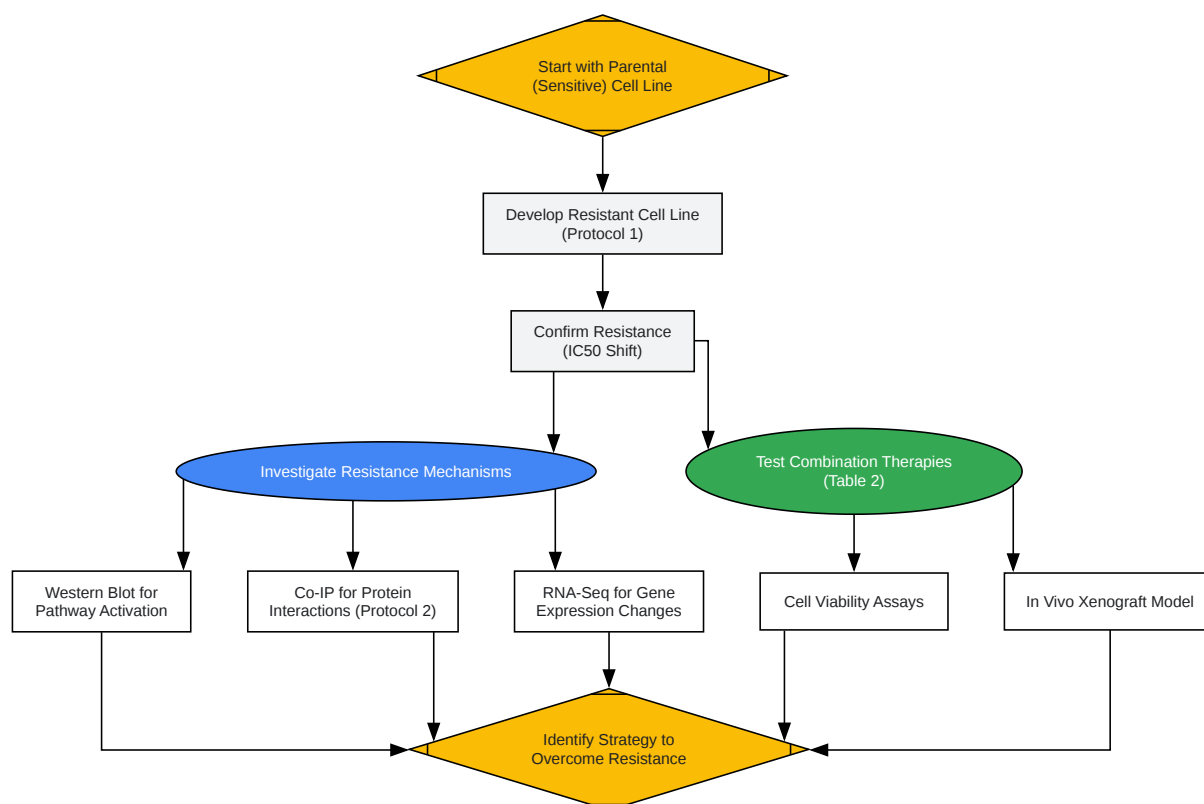 Start with Parental
(Sensitive) Cell Line
Develop Resistant Cell Line
(Protocol 1)
Confirm Resistance
(IC50 Shift)
Investigate Resistance Mechanisms
Test Combination Therapies
(Table 2)
Western Blot for
Pathway Activation
Co-IP for Protein
Interactions (Protocol 2)
RNA-Seq for Gene
Expression Changes
Cell Viability Assays
In Vivo Xenograft Model
Identify Strategy to
Overcome Resistance